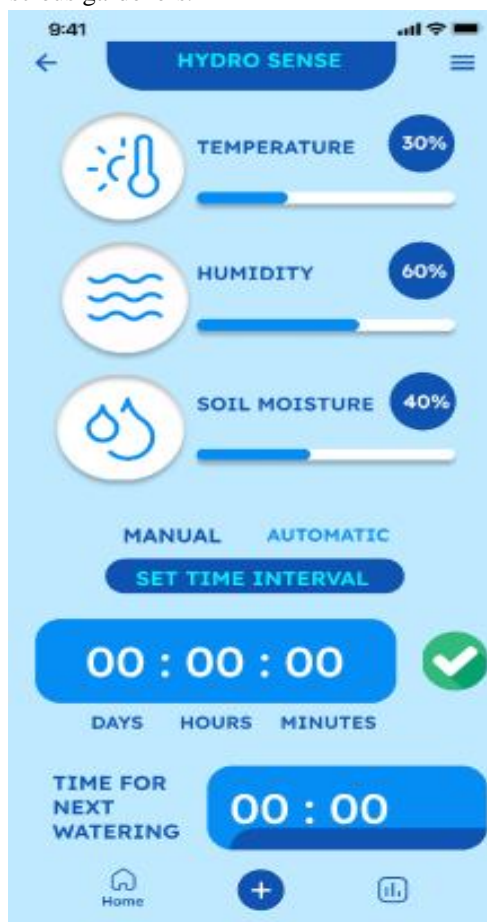 9:41
HYDRO SENSE
TEMPERATURE 30%
HUMIDITY 60%
SOIL MOISTURE 40%
MANUAL AUTOMATIC
SET TIME INTERVAL
00 : 00 : 00
DAYS HOURS MINUTES
TIME FOR
NEXT
WATERING
00 : 00
Home